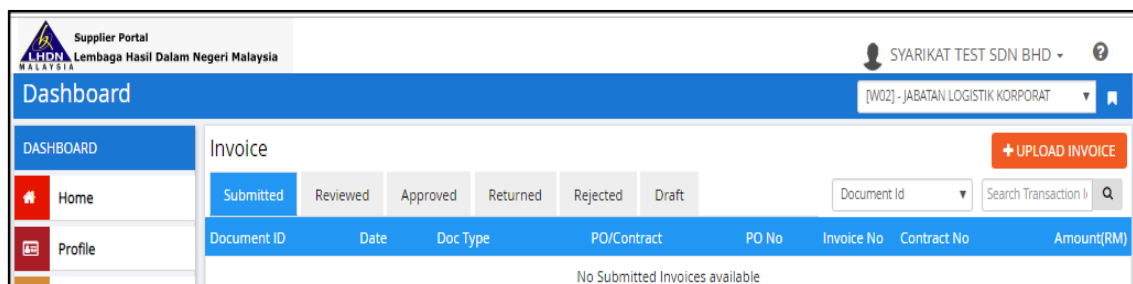 Supplier Portal
LHDN Lembaga Hasil Dalam Negeri Malaysia
MALAYSIA
SYARIKAT TEST SDN BHD
Dashboard
[W02] - JABATAN LOGISTIK KORPORAT
DASHBOARD
Invoice
+ UPLOAD INVOICE
Home
Submitted Reviewed Approved Returned Rejected Draft
Document Id
Search Transaction I
Profile
Document ID Date Doc Type PO/Contract PO No Invoice No Contract No Amount(RM)
No Submitted Invoices available